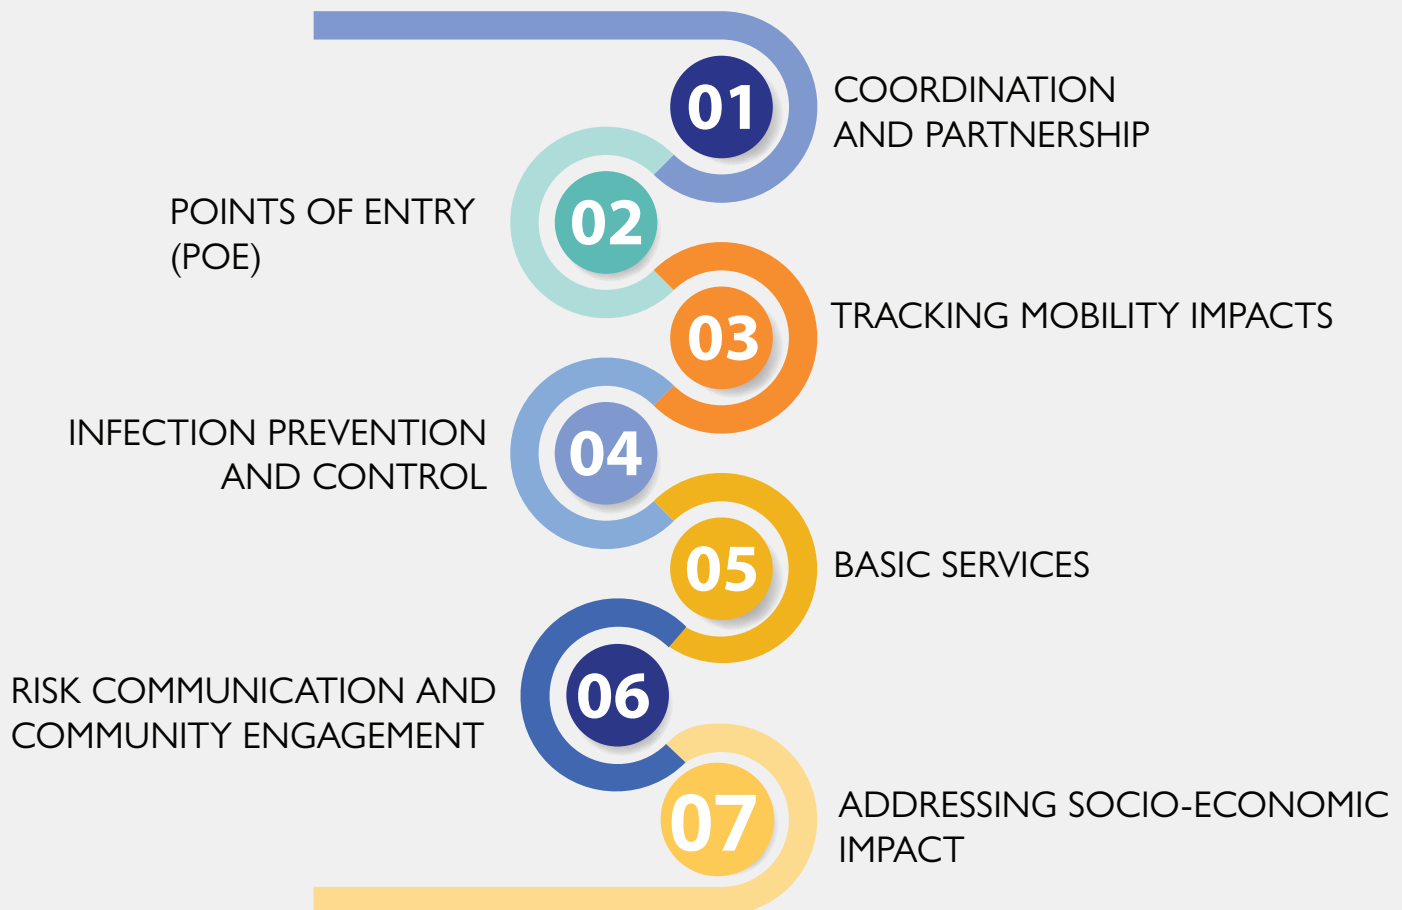 01
COORDINATION
AND PARTNERSHIP
02
POINTS OF ENTRY
(POE)
03
TRACKING MOBILITY IMPACTS
04
INFECTION PREVENTION
AND CONTROL
05
BASIC SERVICES
06
RISK COMMUNICATION AND
COMMUNITY ENGAGEMENT
07
ADDRESSING SOCIO-ECONOMIC
IMPACT